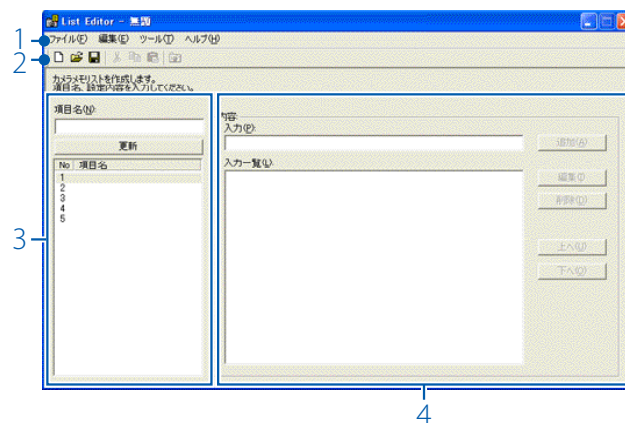 List Editor - 無題
1
ファイル(F) 編集(E) ツール(T) ヘルプ(H)
2
カメラメモリストを作成します。
項目名、設定内容を入力してください。
項目名(N):
更新
No 項目名
1
2
3
4
5
内容:
入力(P):
追加(A)
入力一覧(L):
編集(I)
削除(D)
上へ(U)
下へ(O)
3
4